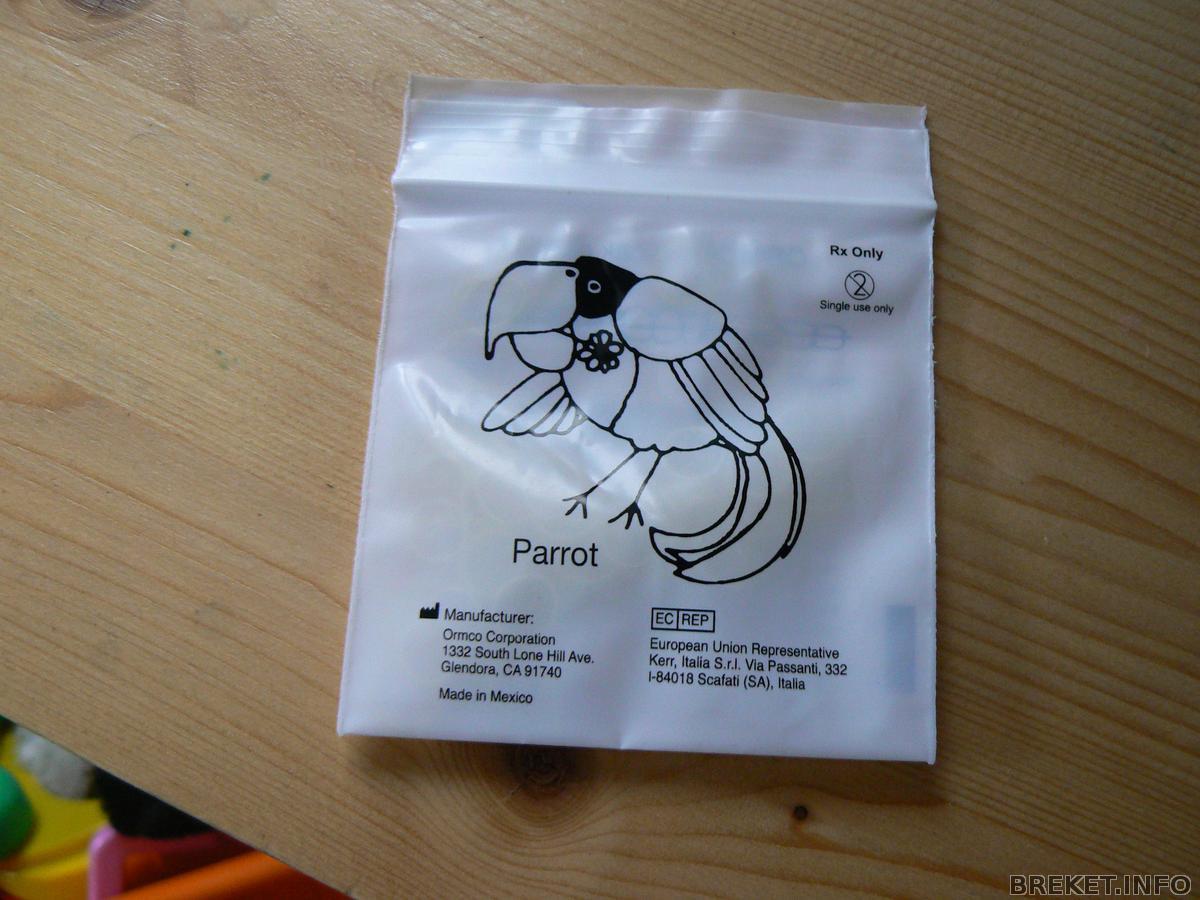 Rx Only
2
Single use only
Parrot
Manufacturer:
Ormco Corporation
1332 South Lone Hill Ave.
Glendora, CA 91740
Made in Mexico
EC REP
European Union Representative
Kerr, Italia S.r.l. Via Passanti, 332
I-84018 Scafati (SA), Italia
BREKET.INFO